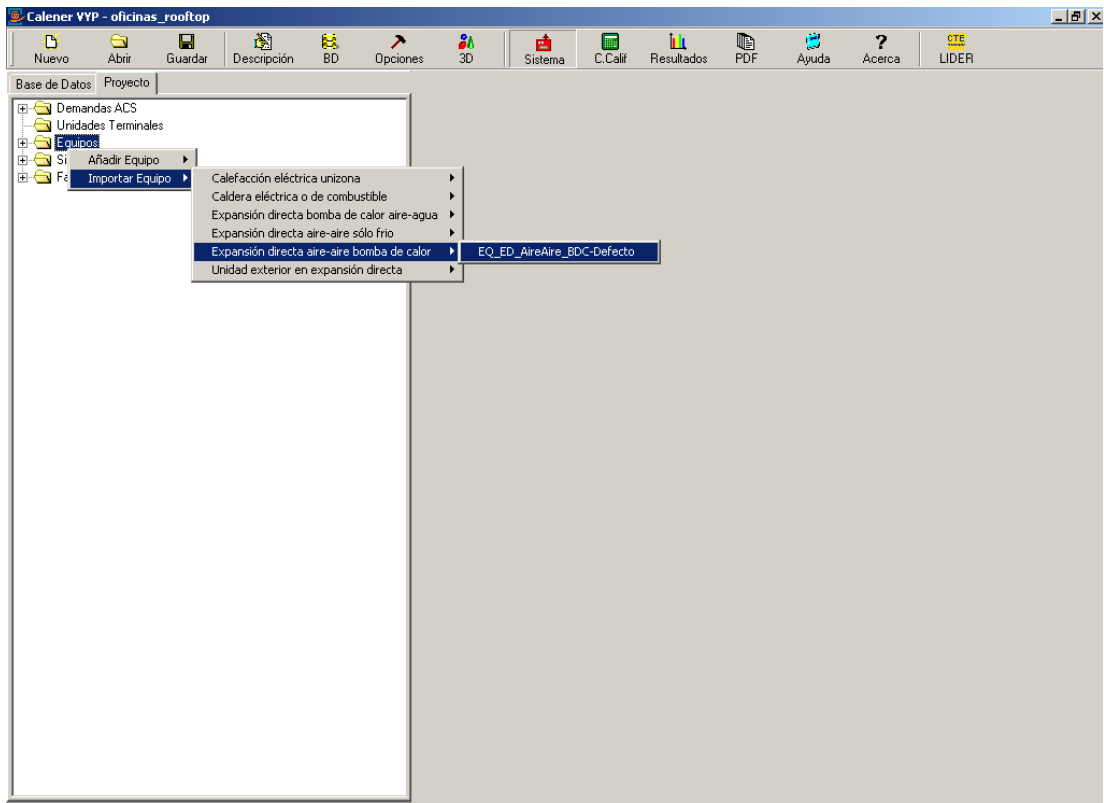 Calener VYP - oficinas_rooftop
Nuevo Abrir Guardar Descripción BD Opciones 3D Sistema C.Calif Resultados PDF Ayuda ? Acerca CTE LIDER
Base de Datos Proyecto
Demandas ACS
Unidades Terminales
Equipos
Si Añadir Equipo
Fa Importar Equipo Calefacción eléctrica unizona
Caldera eléctrica o de combustible
Expansión directa bomba de calor aire-agua
Expansión directa aire-aire sólo frio
Expansión directa aire-aire bomba de calor EQ_ED_AireAire_BDC-Defecto
Unidad exterior en expansión directa